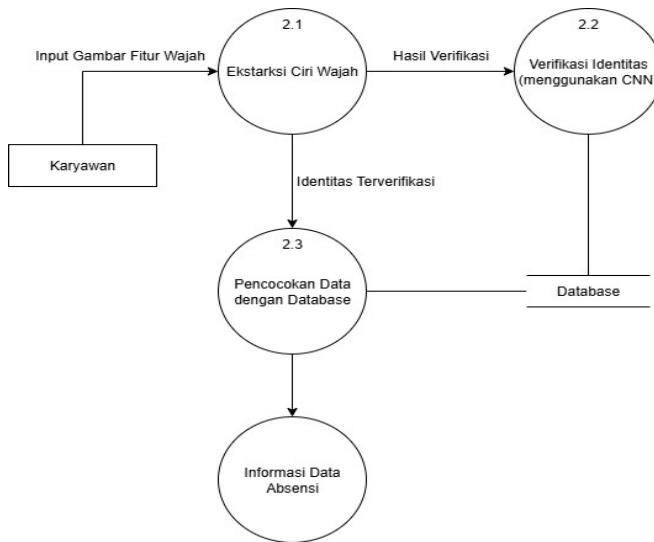 2.1
Ekstarksi Ciri Wajah
Input Gambar Fitur Wajah
Hasil Verifikasi
2.2
Verifikasi Identitas
(menggunakan CNN
Karyawan
Identitas Terverifikasi
2.3
Pencocokan Data
dengan Database
Database
Informasi Data
Absensi